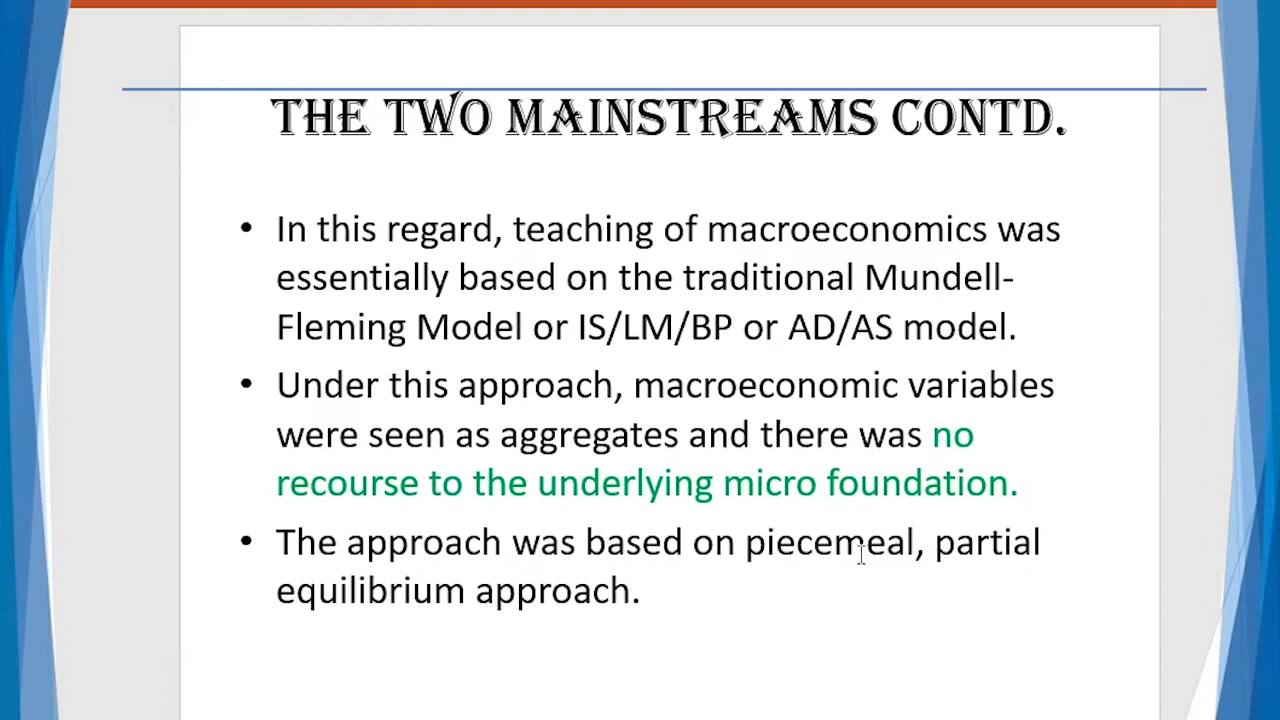 THE TWO MAINSTREAMS CONTD.
• In this regard, teaching of macroeconomics was
essentially based on the traditional Mundell-
Fleming Model or IS/LM/BP or AD/AS model.
• Under this approach, macroeconomic variables
were seen as aggregates and there was no
recourse to the underlying micro foundation.
• The approach was based on piecemeal, partial
equilibrium approach.